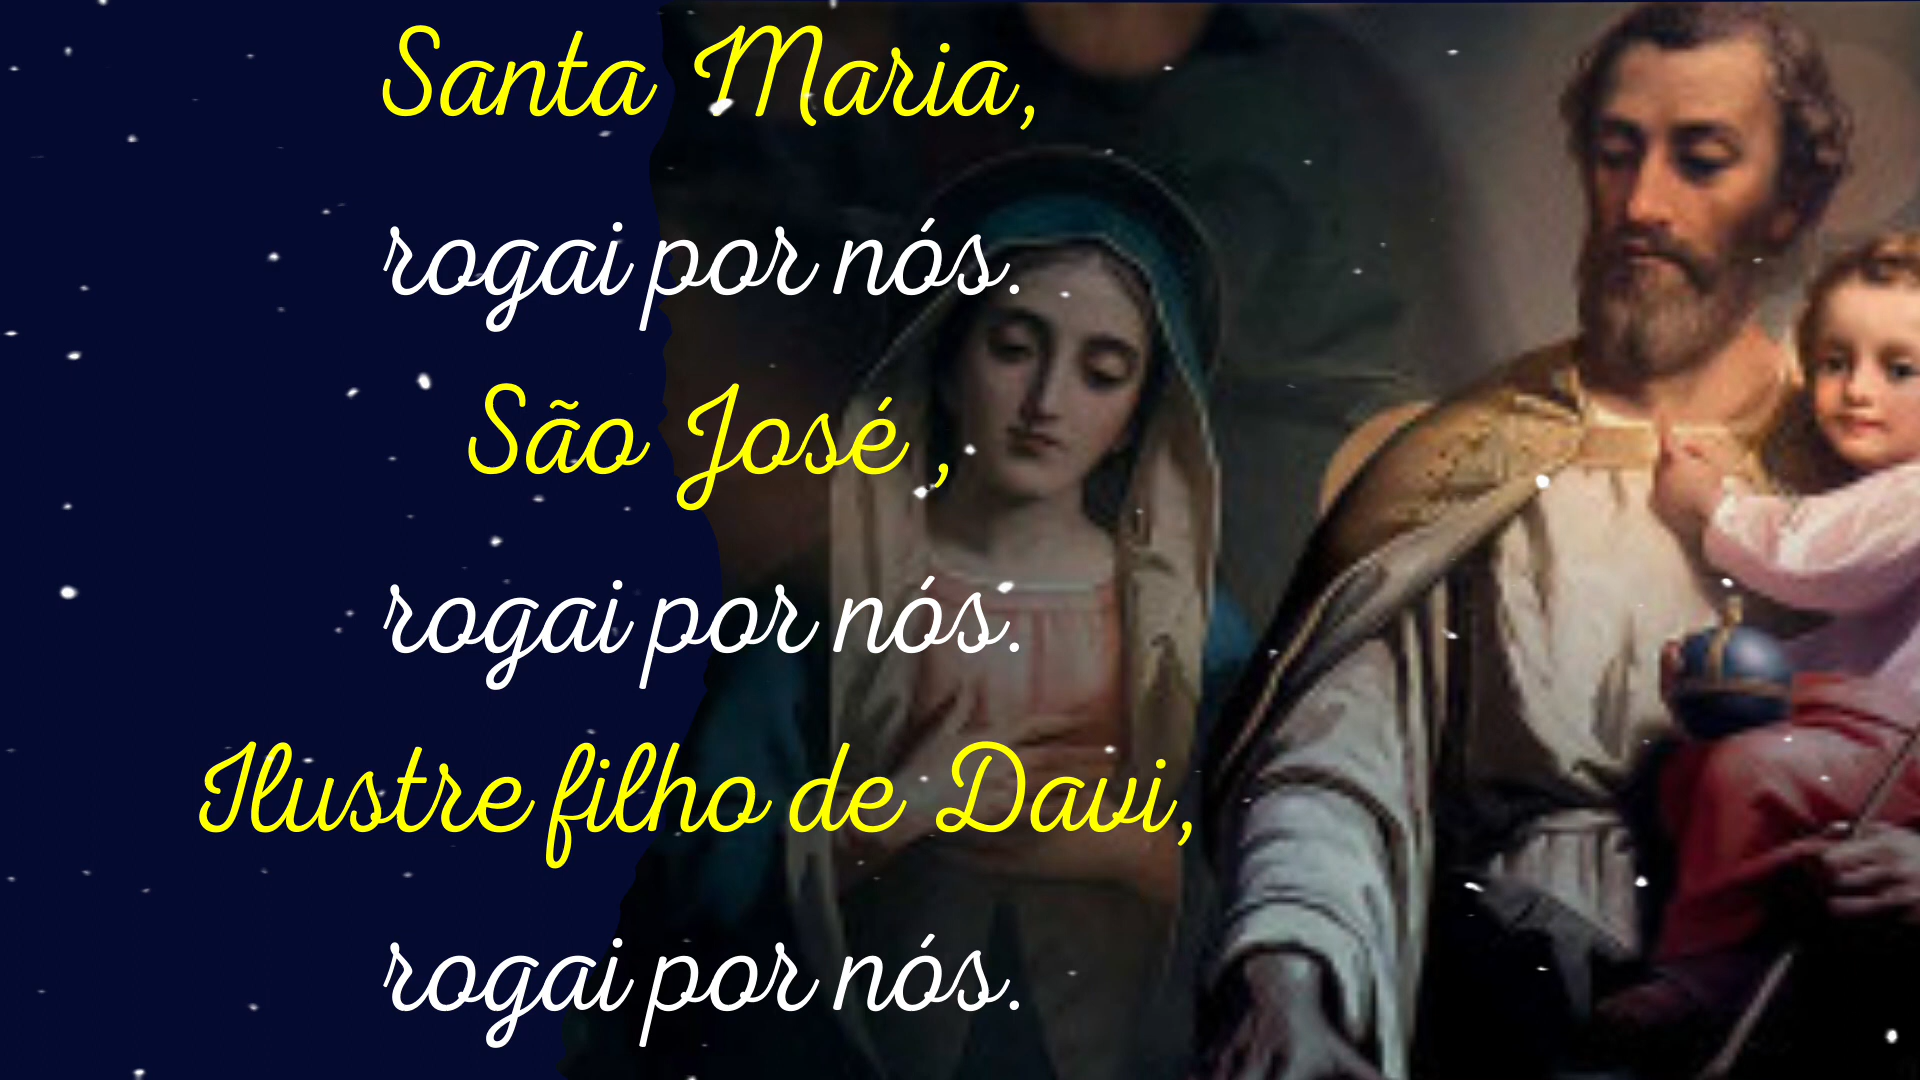 Santa Maria,
rogai por nós.
São José ,
rogai por nós.
Ilustre filho de Davi,
rogai por nós.